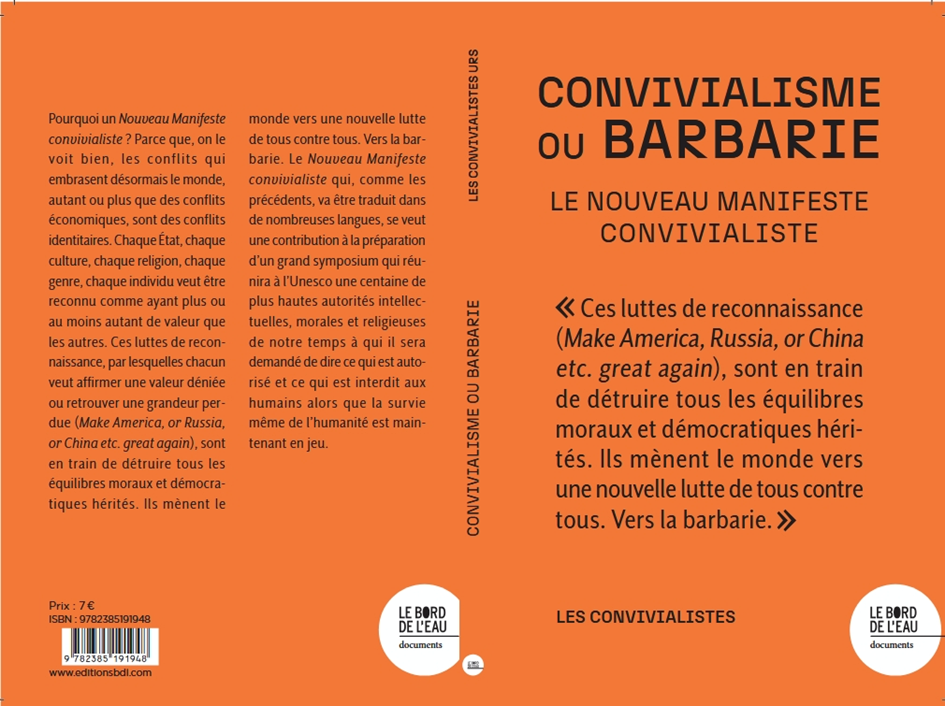 Pourquoi un Nouveau Manifeste
convivialiste ? Parce que, on le
voit bien, les conflits qui
embrasent désormais le monde,
autant ou plus que des conflits
économiques, sont des conflits
identitaires. Chaque État, chaque
culture, chaque religion, chaque
genre, chaque individu veut être
reconnu comme ayant plus ou
au moins autant de valeur que
les autres. Ces luttes de recon-
naissance, par lesquelles chacun
veut affirmer une valeur déniée
ou retrouver une grandeur per-
due (Make America, or Russia,
or China etc. great again), sont
en train de détruire tous les
équilibres moraux et démocra-
tiques hérités. Ils mènent le
monde vers une nouvelle lutte
de tous contre tous. Vers la bar-
barie. Le Nouveau Manifeste
convivialiste qui, comme les
précédents, va être traduit dans
de nombreuses langues, se veut
une contribution à la préparation
d'un grand symposium qui réu-
nira à l'Unesco une centaine de
plus hautes autorités intellec-
tuelles, morales et religieuses
de notre temps à qui il sera
demandé de dire ce qui est auto-
risé et ce qui est interdit aux
humains alors que la survie
même de l'humanité est main-
tenant en jeu.
Prix : 7 €
ISBN : 9782385191948
9 782385 191948
www.editionsbdl.com
LE BORD
DE L'EAU
documents
LES CONVIVIALISTES URS
CONVIVIALISME OU BARBARIE
CONVIVIALISME
OU BARBARIE
LE NOUVEAU MANIFESTE
CONVIVIALISTE
« Ces luttes de reconnaissance
(Make America, Russia, or China
etc. great again), sont en train
de détruire tous les équilibres
moraux et démocratiques héri-
tés. Ils mènent le monde vers
une nouvelle lutte de tous contre
tous. Vers la barbarie. »
LES CONVIVIALISTES
LE BORD
DE L'EAU
documents